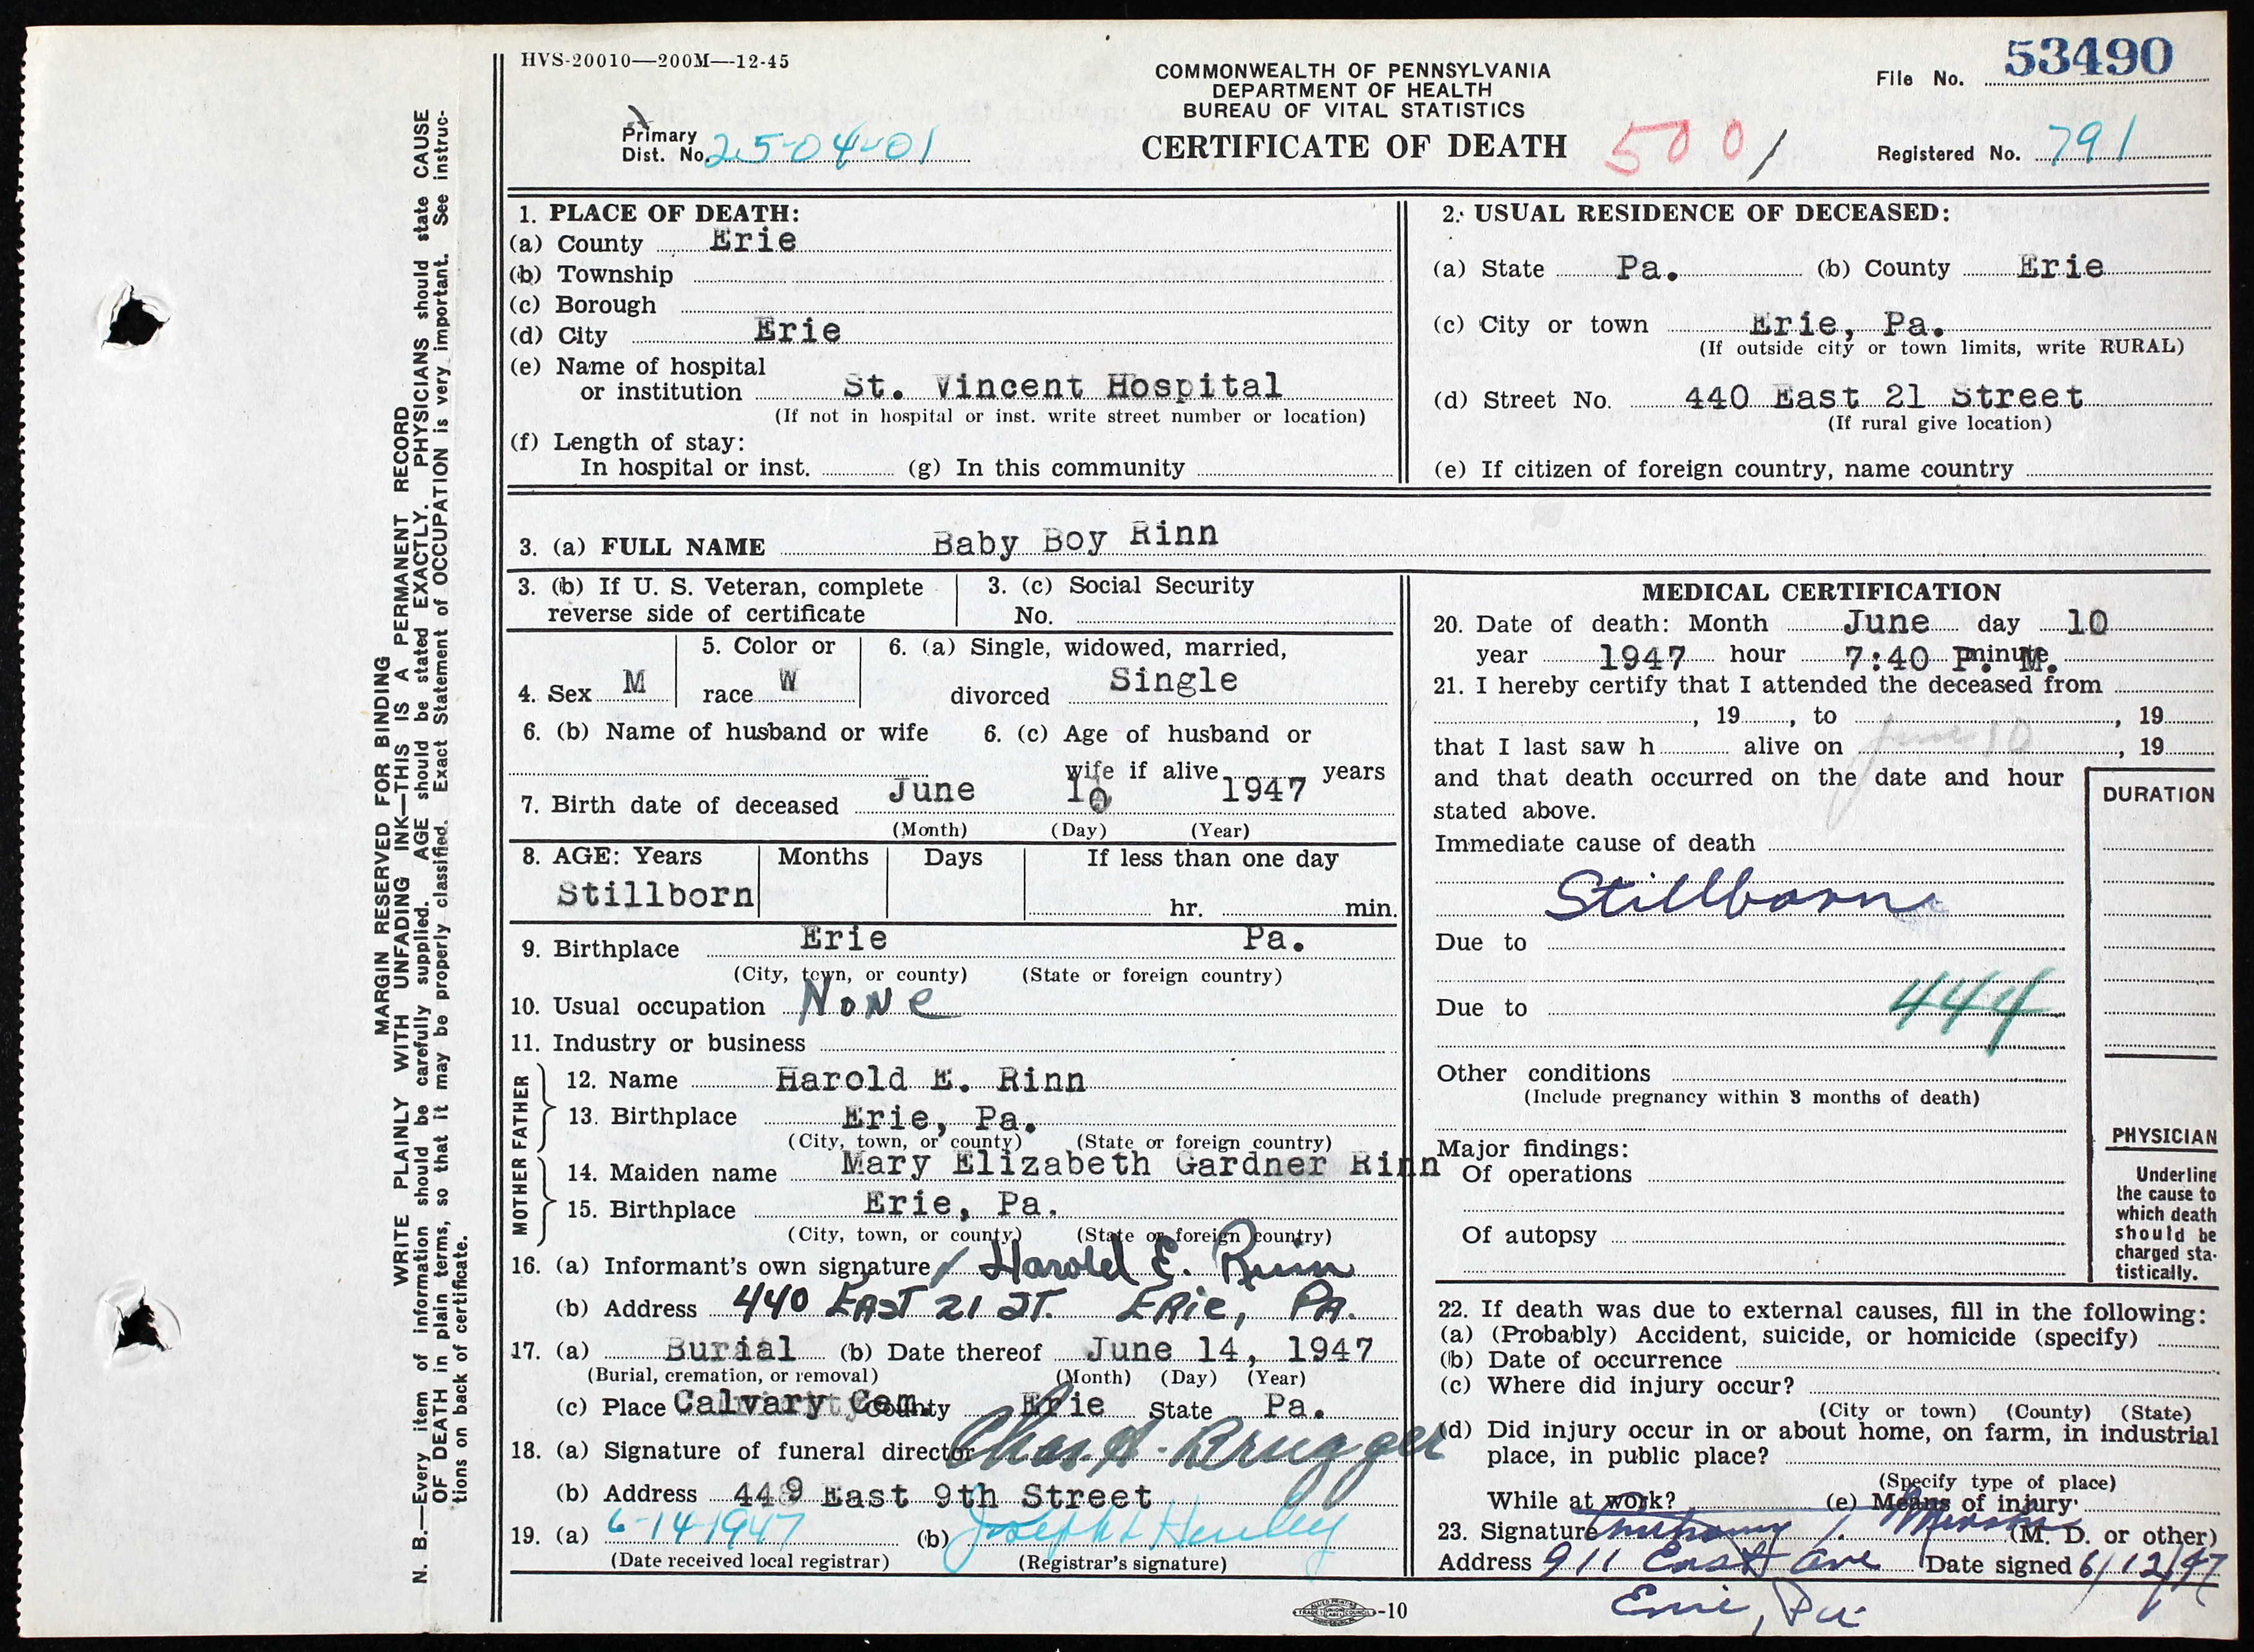 HVS-20010—200M—12-45
COMMONWEALTH OF PENNSYLVANIA
DEPARTMENT OF HEALTH
BUREAU OF VITAL STATISTICS
CERTIFICATE OF DEATH
File No. 53490
Primary
Dist. No. 25-04-01
500 /
Registered No. 791
1. PLACE OF DEATH:
(a) County Erie
(b) Township
(c) Borough
(d) City Erie
(e) Name of hospital
or institution St. Vincent Hospital
(If not in hospital or inst. write street number or location)
(f) Length of stay:
In hospital or inst. (g) In this community
2. USUAL RESIDENCE OF DECEASED:
(a) State Pa. (b) County Erie
(c) City or town Erie, Pa.
(If outside city or town limits, write RURAL)
(d) Street No. 440 East 21 Street
(If rural give location)
(e) If citizen of foreign country, name country
3. (a) FULL NAME Baby Boy Rinn
3. (b) If U. S. Veteran, complete
reverse side of certificate
3. (c) Social Security
No.
4. Sex M
5. Color or
race W
6. (a) Single, widowed, married,
divorced Single
6. (b) Name of husband or wife
6. (c) Age of husband or
wife if alive years
7. Birth date of deceased June 10 1947
(Month) (Day) (Year)
8. AGE: Years Months Days If less than one day
Stillborn hr. min.
9. Birthplace Erie Pa.
(City, town, or county) (State or foreign country)
10. Usual occupation NoNe
11. Industry or business
FATHER
12. Name Harold E. Rinn
13. Birthplace Erie, Pa.
(City, town, or county) (State or foreign country)
MOTHER
14. Maiden name Mary Elizabeth Gardner Rinn
15. Birthplace Erie, Pa.
(City, town, or county) (State or foreign country)
16. (a) Informant's own signature Harold E. Rinn
(b) Address 440 EAST 21 ST. ERie, PA.
17. (a) Burial (b) Date thereof June 14, 1947
(Burial, cremation, or removal) (Month) (Day) (Year)
(c) Place Calvary Cem. County Erie State Pa.
18. (a) Signature of funeral director Chas. A. Brugger
(b) Address 449 East 9th Street
19. (a) 6-14-1947 (b) Joseph L Henley
(Date received local registrar) (Registrar's signature)
MEDICAL CERTIFICATION
20. Date of death: Month June day 10
year 1947 hour 7:40 P. M. minute
21. I hereby certify that I attended the deceased from
, 19 , to , 19
that I last saw h alive on June 10 , 19
and that death occurred on the date and hour
stated above.
DURATION
Immediate cause of death
Stillborn
Due to
Due to 444
Other conditions
(Include pregnancy within 3 months of death)
Major findings:
Of operations
Of autopsy
PHYSICIAN
Underline
the cause to
which death
should be
charged sta-
tistically.
22. If death was due to external causes, fill in the following:
(a) (Probably) Accident, suicide, or homicide (specify)
(b) Date of occurrence
(c) Where did injury occur?
(City or town) (County) (State)
(d) Did injury occur in or about home, on farm, in industrial
place, in public place?
(Specify type of place)
While at work? (e) Means of injury
23. Signature Anthony (M. D. or other)
Address 911 East Ave Date signed 6/12/47
Erie, Pa.
-10
MARGIN RESERVED FOR BINDING
WRITE PLAINLY WITH UNFADING INK—THIS IS A PERMANENT RECORD
N. B.—Every item of information should be carefully supplied. AGE should be stated EXACTLY. PHYSICIANS should state CAUSE
OF DEATH in plain terms, so that it may be properly classified. Exact Statement of OCCUPATION is very important. See instruc-
tions on back of certificate.